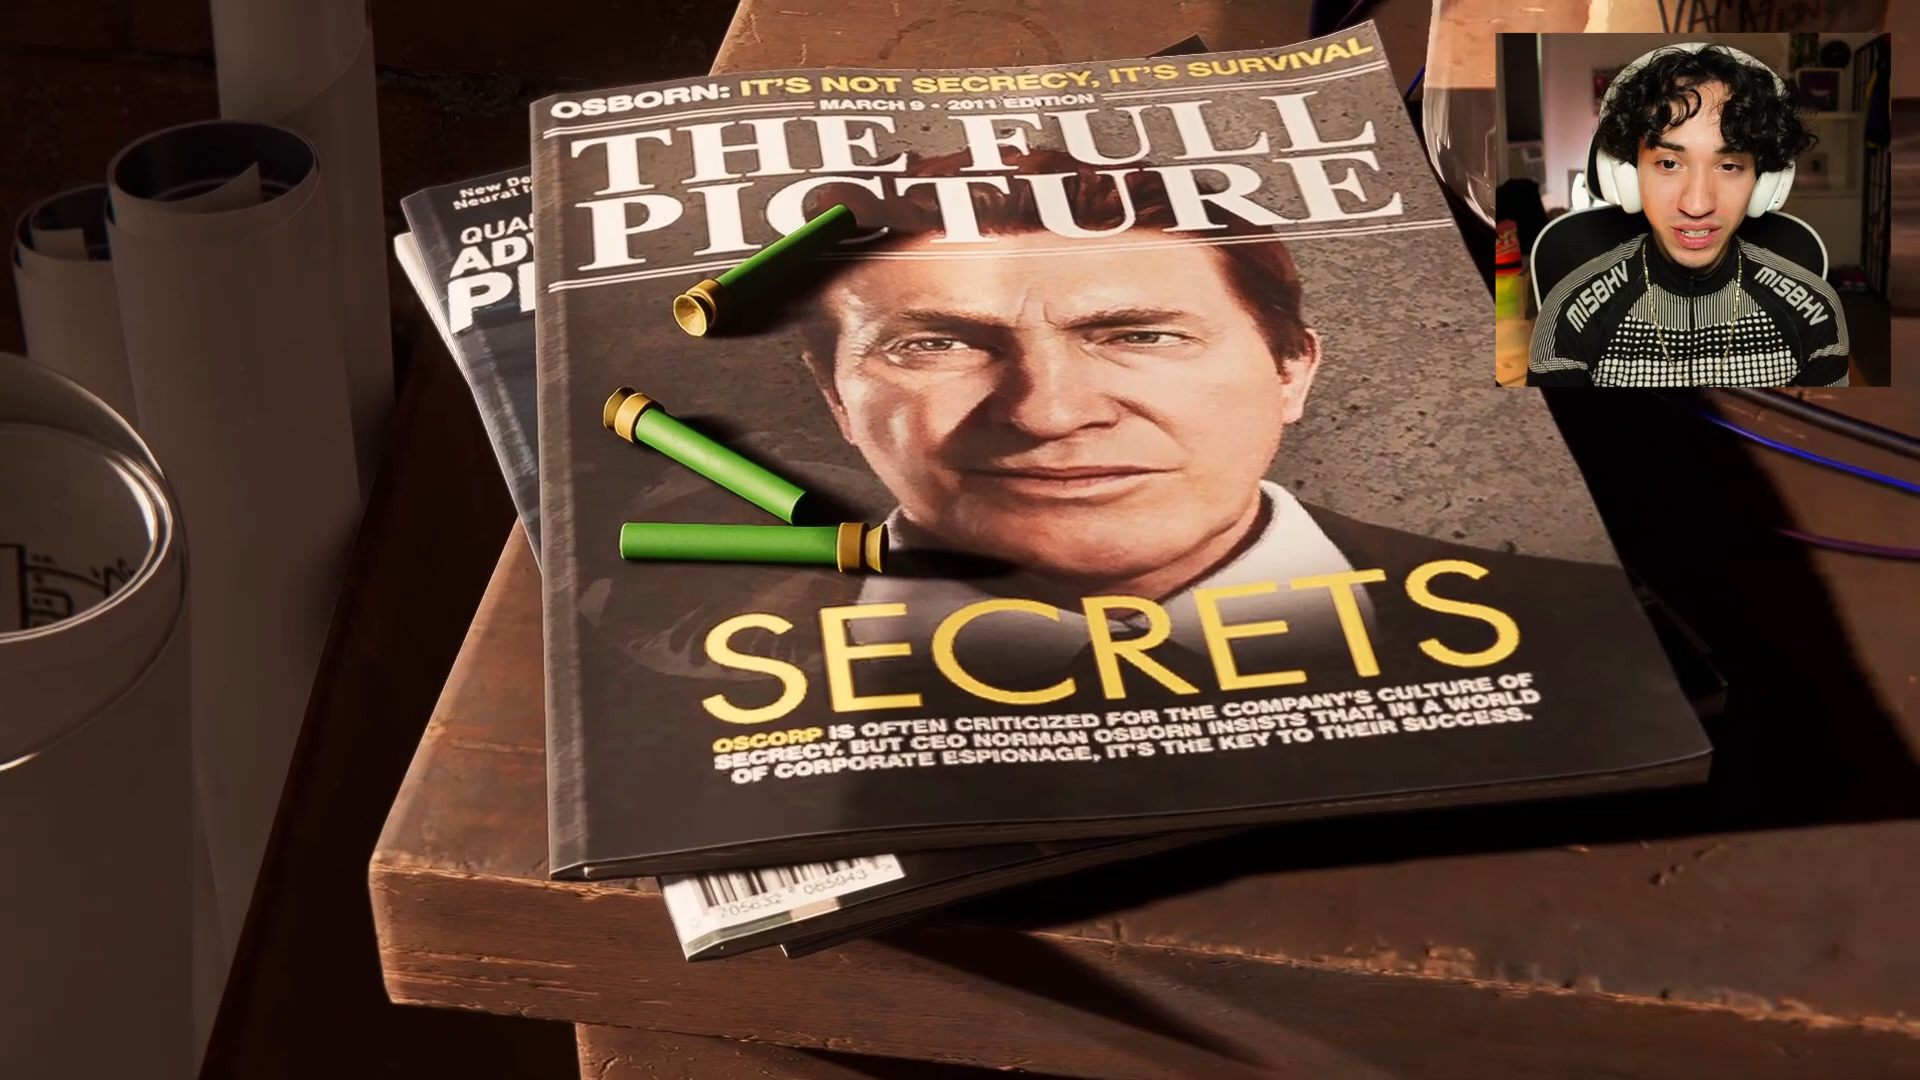 OSBORN: IT'S NOT SECRECY, IT'S SURVIVAL
MARCH 9 • 2011 EDITION
THE FULL
PICTURE
SECRETS
OSCORP IS OFTEN CRITICIZED FOR THE COMPANY'S CULTURE OF
SECRECY. BUT CEO NORMAN OSBORN INSISTS THAT, IN A WORLD
OF CORPORATE ESPIONAGE, IT'S THE KEY TO THEIR SUCCESS.
New
Neural
MISBHV
MISBHV